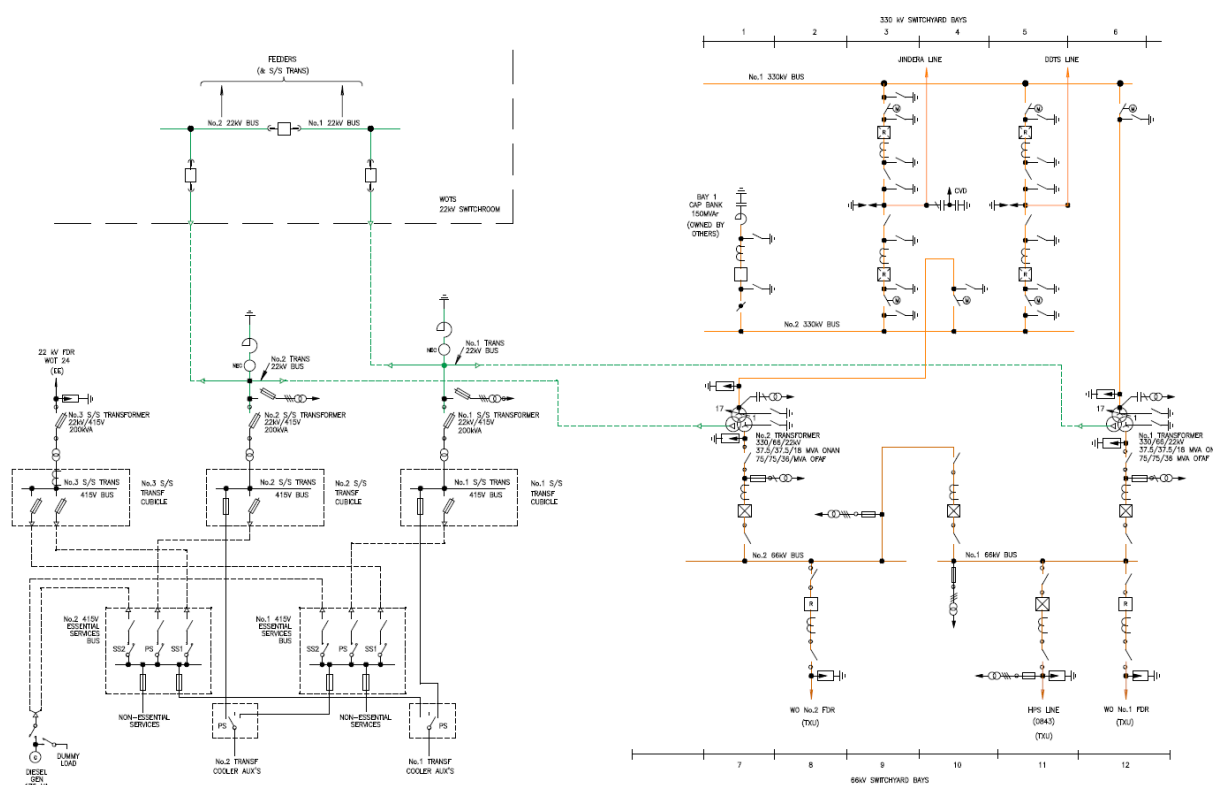 330 kV SWITCHYARD BAYS
1 2 3 4 5 6
JINDERA LINE
DDTS LINE
No.1 330kV BUS
FEEDERS
(& S/S TRANS)
No.2 22kV BUS
No.1 22kV BUS
WOTS
22kV SWITCHROOM
BAY 1
CAP BANK
150MVAr
(OWNED BY
OTHERS)
R
R
M
M
CVD
R
R
M
M
M
M
No.2 330kV BUS
22 kV FDR
WOT 24
(EE)
NEC
No.2 TRANS
22kV BUS
NEC
No.1 TRANS
22kV BUS
No.3 S/S TRANSFORMER
22kV/415V
200kVA
No.2 S/S TRANSFORMER
22kV/415V
200kVA
No.1 S/S TRANSFORMER
22kV/415V
200kVA
17
1
No.2 TRANSFORMER
330/66/22kV
37.5/37.5/18 MVA ONAN
75/75/36/MVA OFAF
17
1
No.1 TRANSFORMER
330/66/22kV
37.5/37.5/18 MVA ONAN
75/75/36 MVA OFAF
No.3 S/S TRANS
415V BUS
No.3 S/S
TRANSF
CUBICLE
No.2 S/S TRANS
415V BUS
No.2 S/S
TRANSF
CUBICLE
No.1 S/S TRANS
415V BUS
No.1 S/S
TRANSF
CUBICLE
No.2 66kV BUS
No.1 66kV BUS
No.2 415V
ESSENTIAL
SERVICES
BUS
SS2 PS SS1
No.1 415V
ESSENTIAL
SERVICES
BUS
SS2 PS SS1
R
R
NON-ESSENTIAL
SERVICES
PS
NON-ESSENTIAL
SERVICES
PS
WO No.2 FDR
(TXU)
HPS LINE
(0843)
(TXU)
WO No.1 FDR
(TXU)
G
DUMMY
LOAD
DIESEL
GEN
No.2 TRANSF
COOLER AUX'S
No.1 TRANSF
COOLER AUX'S
7 8 9 10 11 12
66kV SWITCHYARD BAYS